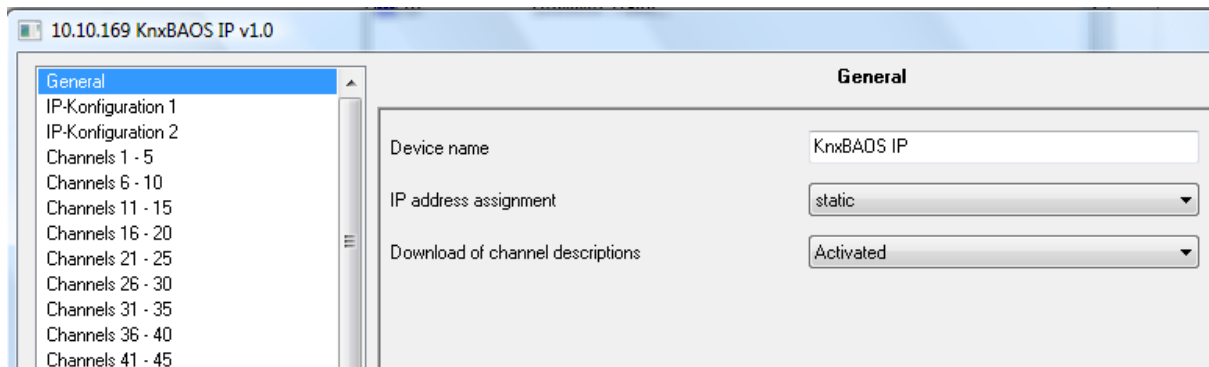 10.10.169 KnxBAOS IP v1.0
General
IP-Konfiguration 1
IP-Konfiguration 2
Channels 1 - 5
Channels 6 - 10
Channels 11 - 15
Channels 16 - 20
Channels 21 - 25
Channels 26 - 30
Channels 31 - 35
Channels 36 - 40
Channels 41 - 45
General
Device name
KnxBAOS IP
IP address assignment
static
Download of channel descriptions
Activated